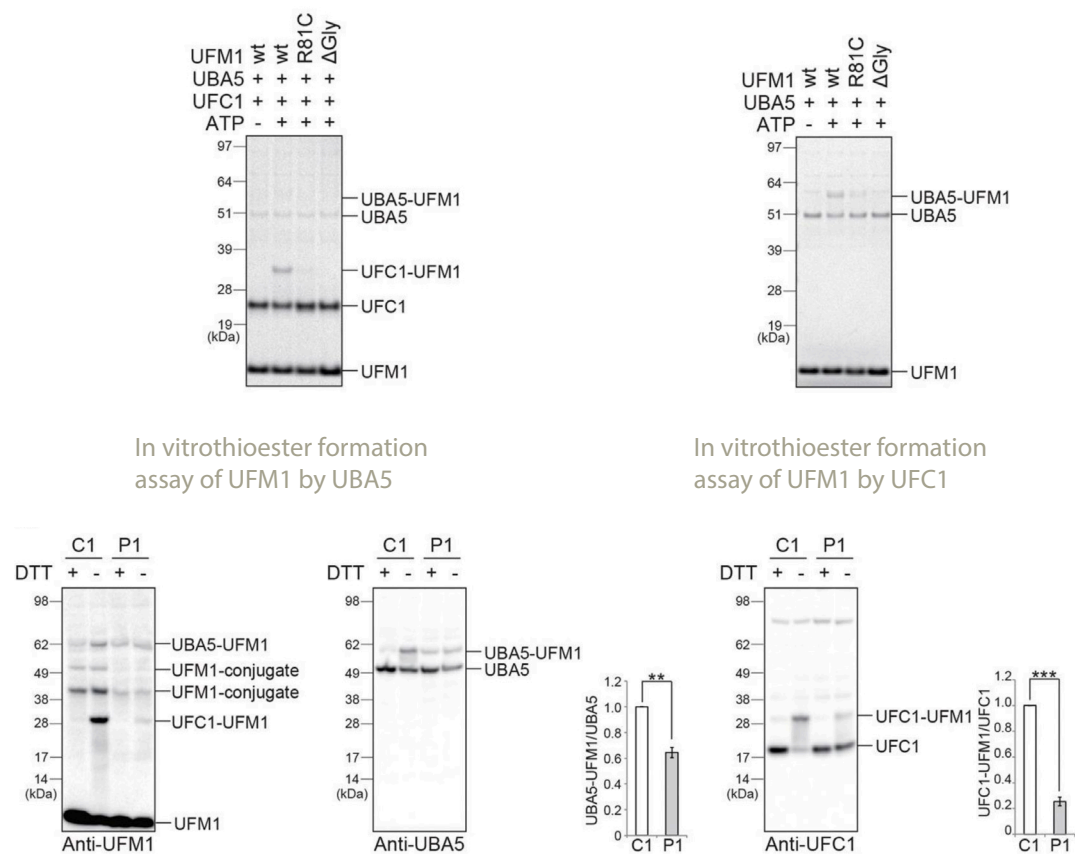 UFM1 wt wt R81C ΔGly
UBA5 + + + +
UFC1 + + + +
ATP - + + +
97
64
51
39
28
19
(kDa)
UBA5-UFM1
UBA5
UFC1-UFM1
UFC1
UFM1
UFM1 wt wt R81C ΔGly
UBA5 + + + +
ATP - + + +
97
64
51
39
28
19
(kDa)
UBA5-UFM1
UBA5
UFM1
In vitrothioester formation
assay of UFM1 by UBA5
In vitrothioester formation
assay of UFM1 by UFC1
C1 P1
DTT + - + -
98
62
49
38
28
17
14
(kDa)
UBA5-UFM1
UFM1-conjugate
UFM1-conjugate
UFC1-UFM1
UFM1
Anti-UFM1
C1 P1
DTT + - + -
98
62
49
38
28
17
14
(kDa)
UBA5-UFM1
UBA5
Anti-UBA5
UBA5-UFM1/UBA5
1.2
1
0.8
0.6
0.4
0.2
0
**
C1 P1
C1 P1
DTT + - + -
98
62
49
38
28
17
14
(kDa)
UFC1-UFM1
UFC1
Anti-UFC1
UFC1-UFM1/UFC1
1.2
1
0.8
0.6
0.4
0.2
0
***
C1 P1